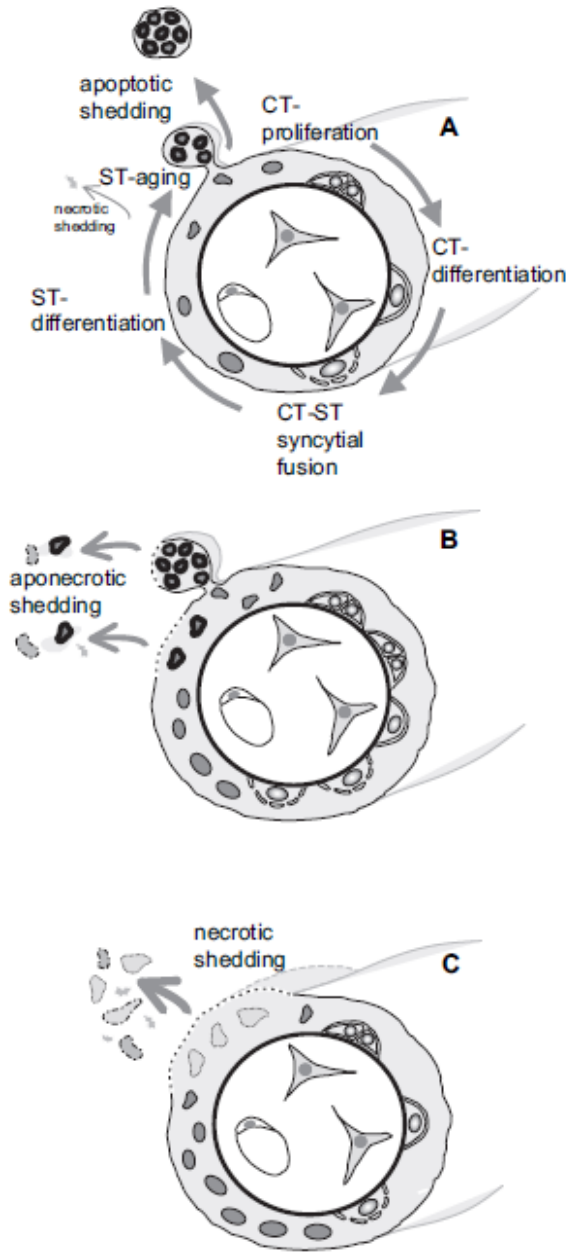 apoptotic
shedding
CT-
proliferation
A
ST-aging
necrotic
shedding
CT-
differentiation
ST-
differentiation
CT-ST
syncytial
fusion
B
aponecrotic
shedding
necrotic
shedding
C